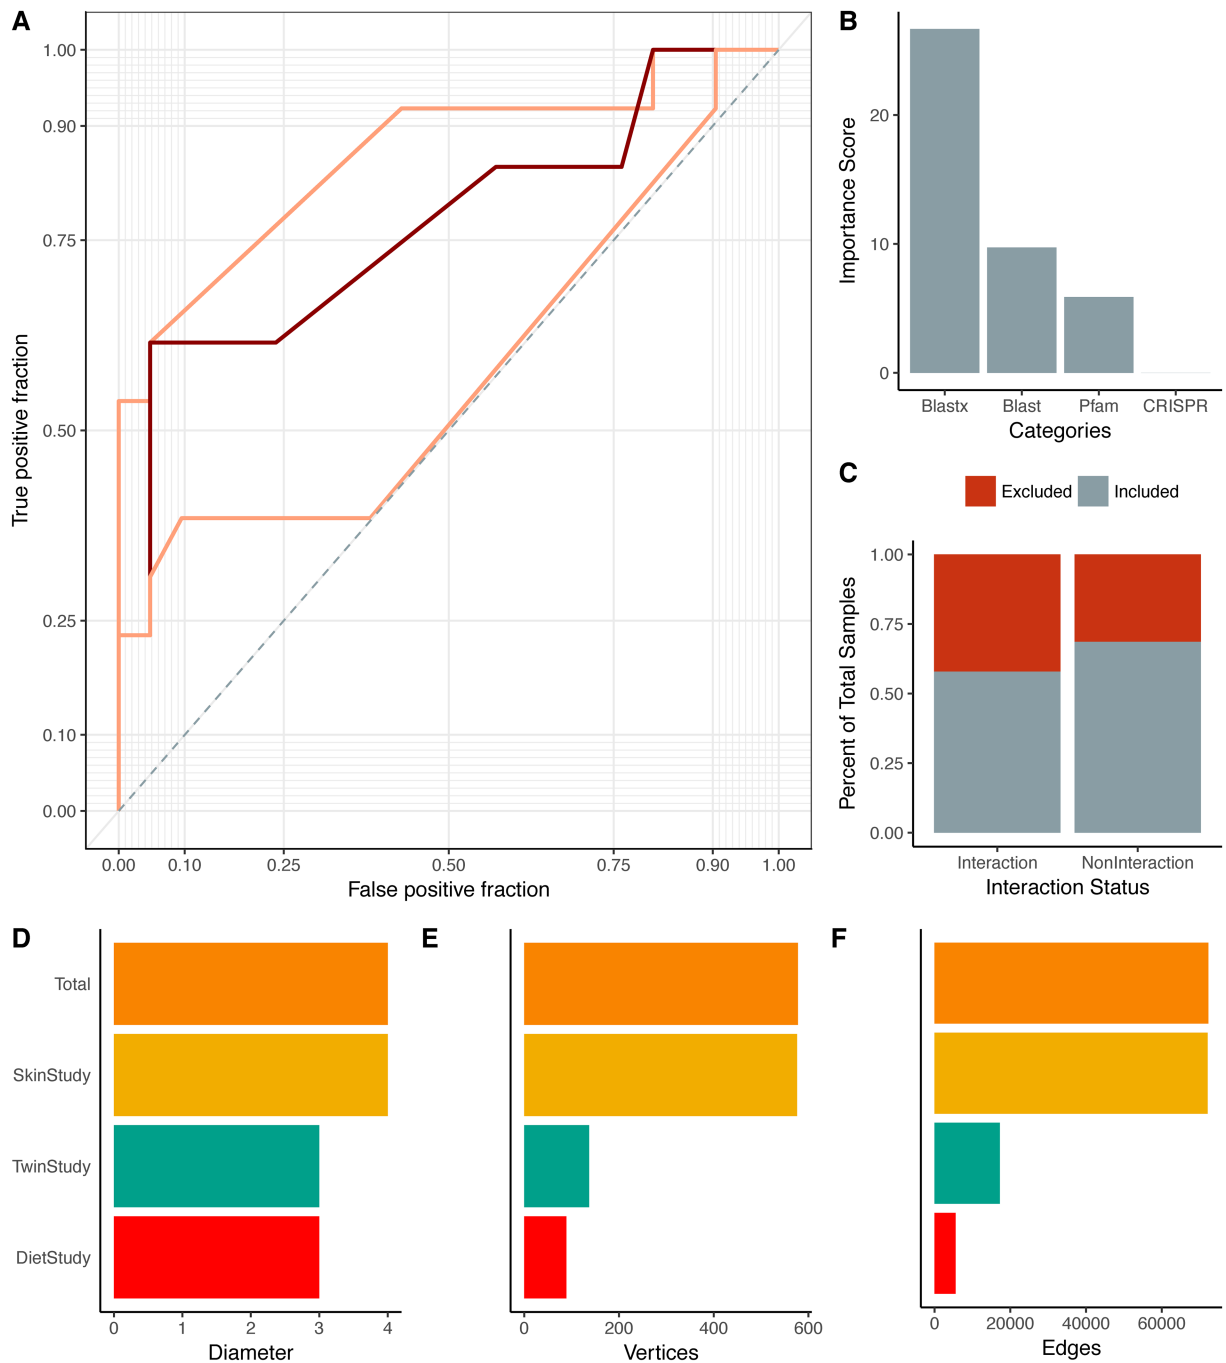 A
True positive fraction
1.00
0.90
0.75
0.50
0.25
0.10
0.00
0.00 0.10 0.25 0.50 0.75 0.90 1.00
False positive fraction
B
Importance Score
20
10
0
Blastx Blast Pfam CRISPR
Categories
C
Excluded Included
Percent of Total Samples
1.00
0.75
0.50
0.25
0.00
Interaction NonInteraction
Interaction Status
D
Total
SkinStudy
TwinStudy
DietStudy
0 1 2 3 4
Diameter
E
0 200 400 600
Vertices
F
0 20000 40000 60000
Edges